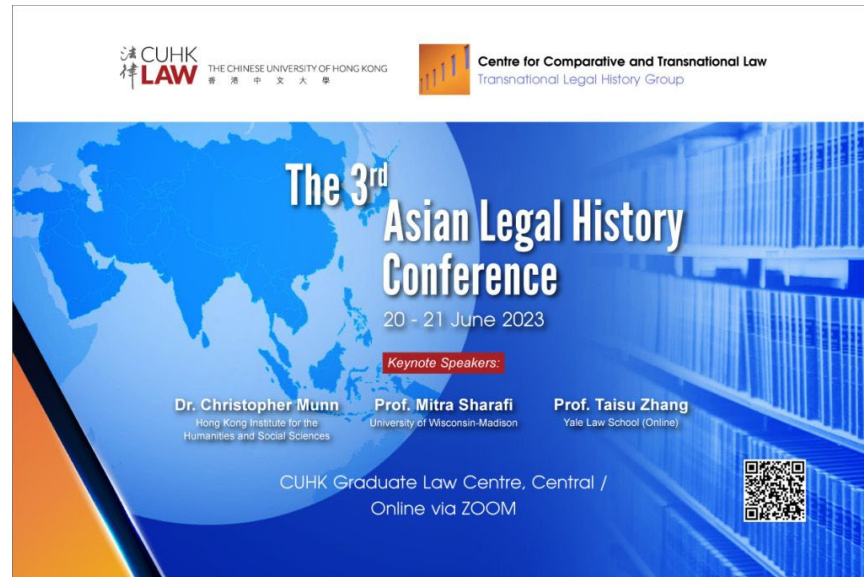 法律 CUHK LAW
THE CHINESE UNIVERSITY OF HONG KONG
香港中文大學
Centre for Comparative and Transnational Law
Transnational Legal History Group
The 3rd
Asian Legal History
Conference
20 - 21 June 2023
Keynote Speakers:
Dr. Christopher Munn
Hong Kong Institute for the
Humanities and Social Sciences
Prof. Mitra Sharafi
University of Wisconsin-Madison
Prof. Taisu Zhang
Yale Law School (Online)
CUHK Graduate Law Centre, Central /
Online via ZOOM